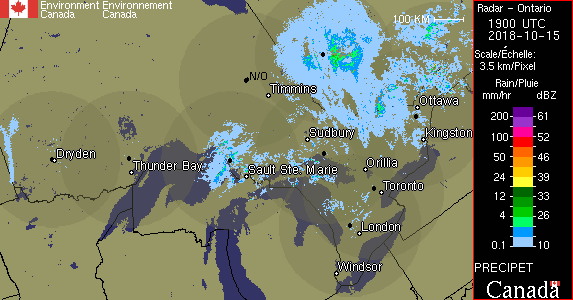 Environment Environnement
Canada Canada
100 KM
N/O
Timmins
Ottawa
Sudbury
Kingston
Dryden
Thunder Bay
Sault Ste. Marie
Orillia
Toronto
London
Windsor
Radar - Ontario
1900 UTC
2018-10-15
Scale/Échelle:
3.5 km/Pixel
Rain/Pluie
mm/hr dBZ
200 61
100 52
50 46
24 39
12 33
4 26
0.1 10
PRECIPET
Canada